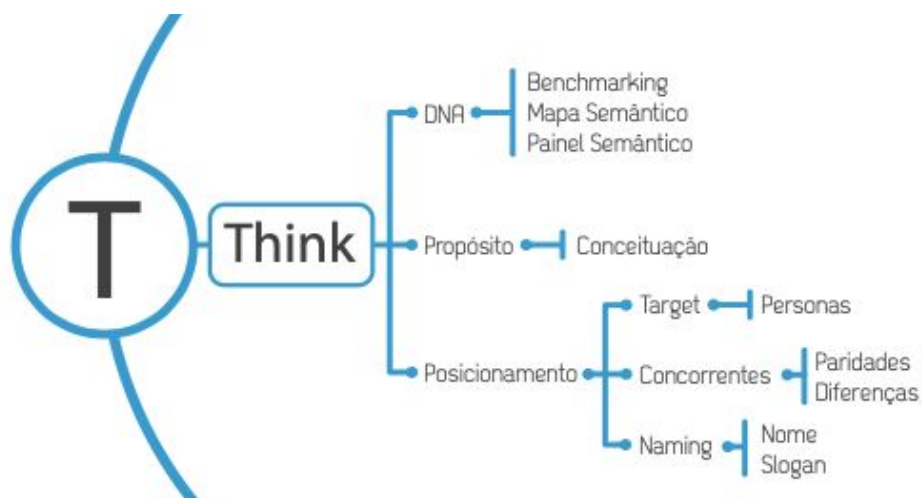 T
Think
DNA
Benchmarking
Mapa Semântico
Painel Semântico
Propósito
Conceituação
Posicionamento
Target
Personas
Concorrentes
Paridades
Diferenças
Naming
Nome
Slogan